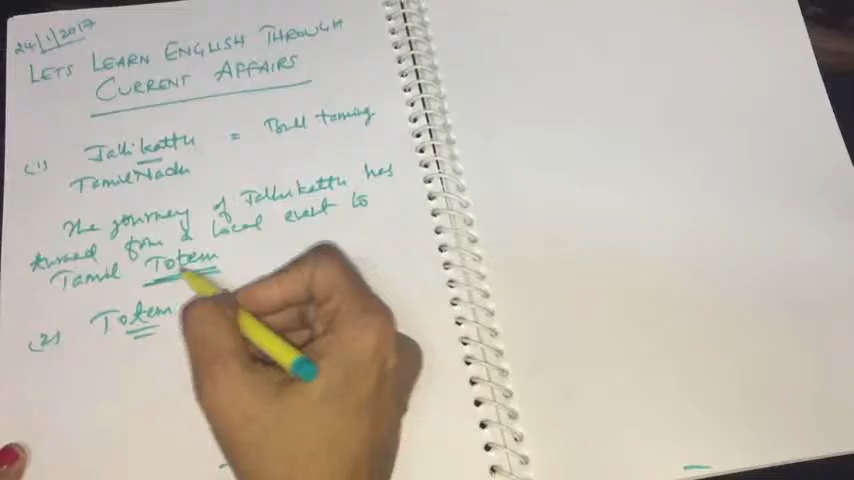 24/1/2017
LETS LEARN ENGLISH THROUGH
CURRENT AFFAIRS
(1) Jallikattu = Bull taming
TamilNadu
The journey of Jallikattu has
turned from a local event to
Tamil Totem
(2) Totem